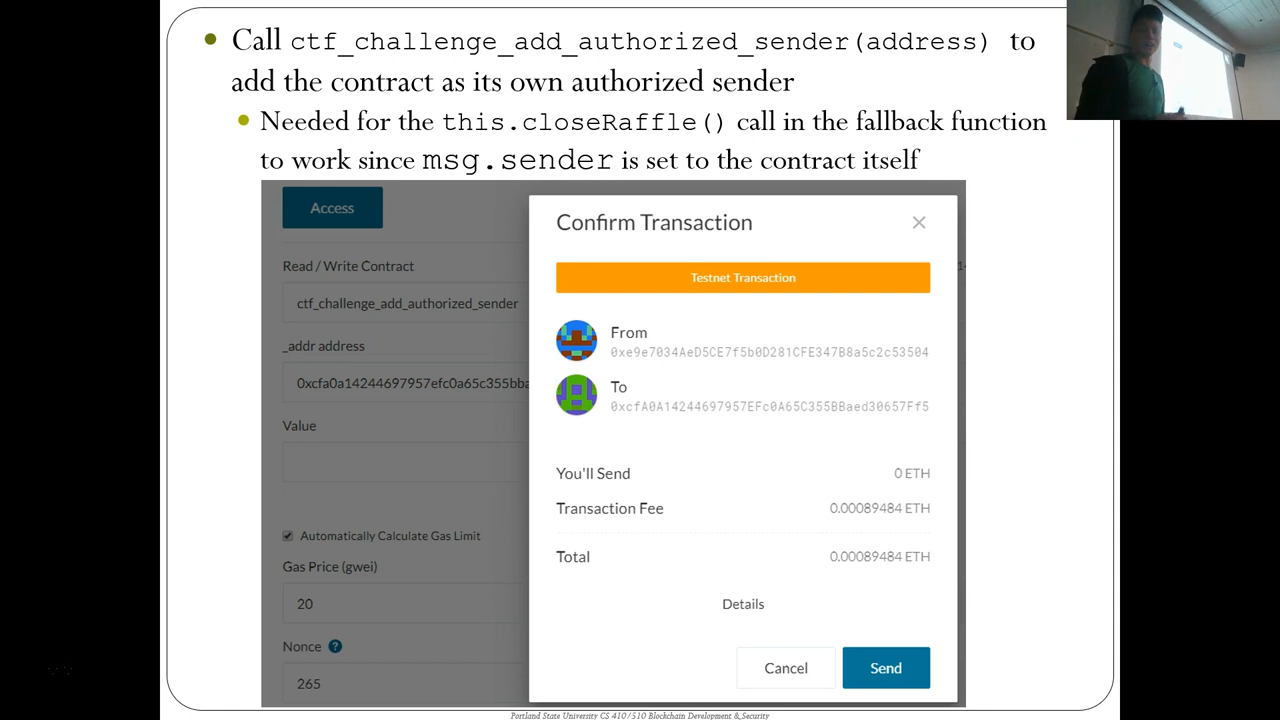 Call ctf_challenge_add_authorized_sender(address) to
add the contract as its own authorized sender
Needed for the this.closeRaffle() call in the fallback function
to work since msg.sender is set to the contract itself
Access
Confirm Transaction
Testnet Transaction
Read / Write Contract
ctf_challenge_add_authorized_sender
From
0xe9e7034AeD5CE7f5b0D281CFE347B8a5c2c53504
_addr address
0xcfa0a14244697957efc0a65c355bba
To
0xcfA0A14244697957EFc0A65C355BBaed30657Ff5
Value
You'll Send 0 ETH
Transaction Fee 0.00089484 ETH
Automatically Calculate Gas Limit
Total 0.00089484 ETH
Gas Price (gwei)
20
Details
Nonce ?
265
Cancel Send
Portland State University CS 410/510 Blockchain Development & Security